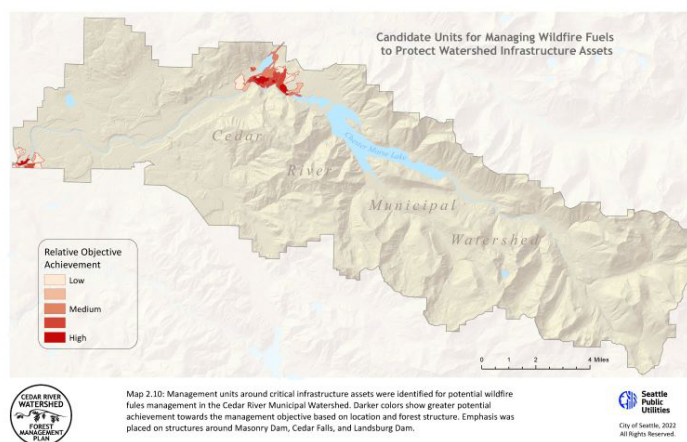 Candidate Units for Managing Wildfire Fuels
to Protect Watershed Infrastructure Assets
Cedar
River
Chester Morse Lake
Municipal
Watershed
Relative Objective
Achievement
Low
Medium
High
0 1 2 4 Miles
CEDAR RIVER
WATERSHED
FOREST
MANAGEMENT
PLAN
Map 2.10: Management units around critical infrastructure assets were identified for potential wildfire
fules management in the Cedar River Municipal Watershed. Darker colors show greater potential
achievement towards the management objective based on location and forest structure. Emphasis was
placed on structures around Masonry Dam, Cedar Falls, and Landsburg Dam.
Seattle
Public
Utilities
City of Seattle, 2022
All Rights Reserved.